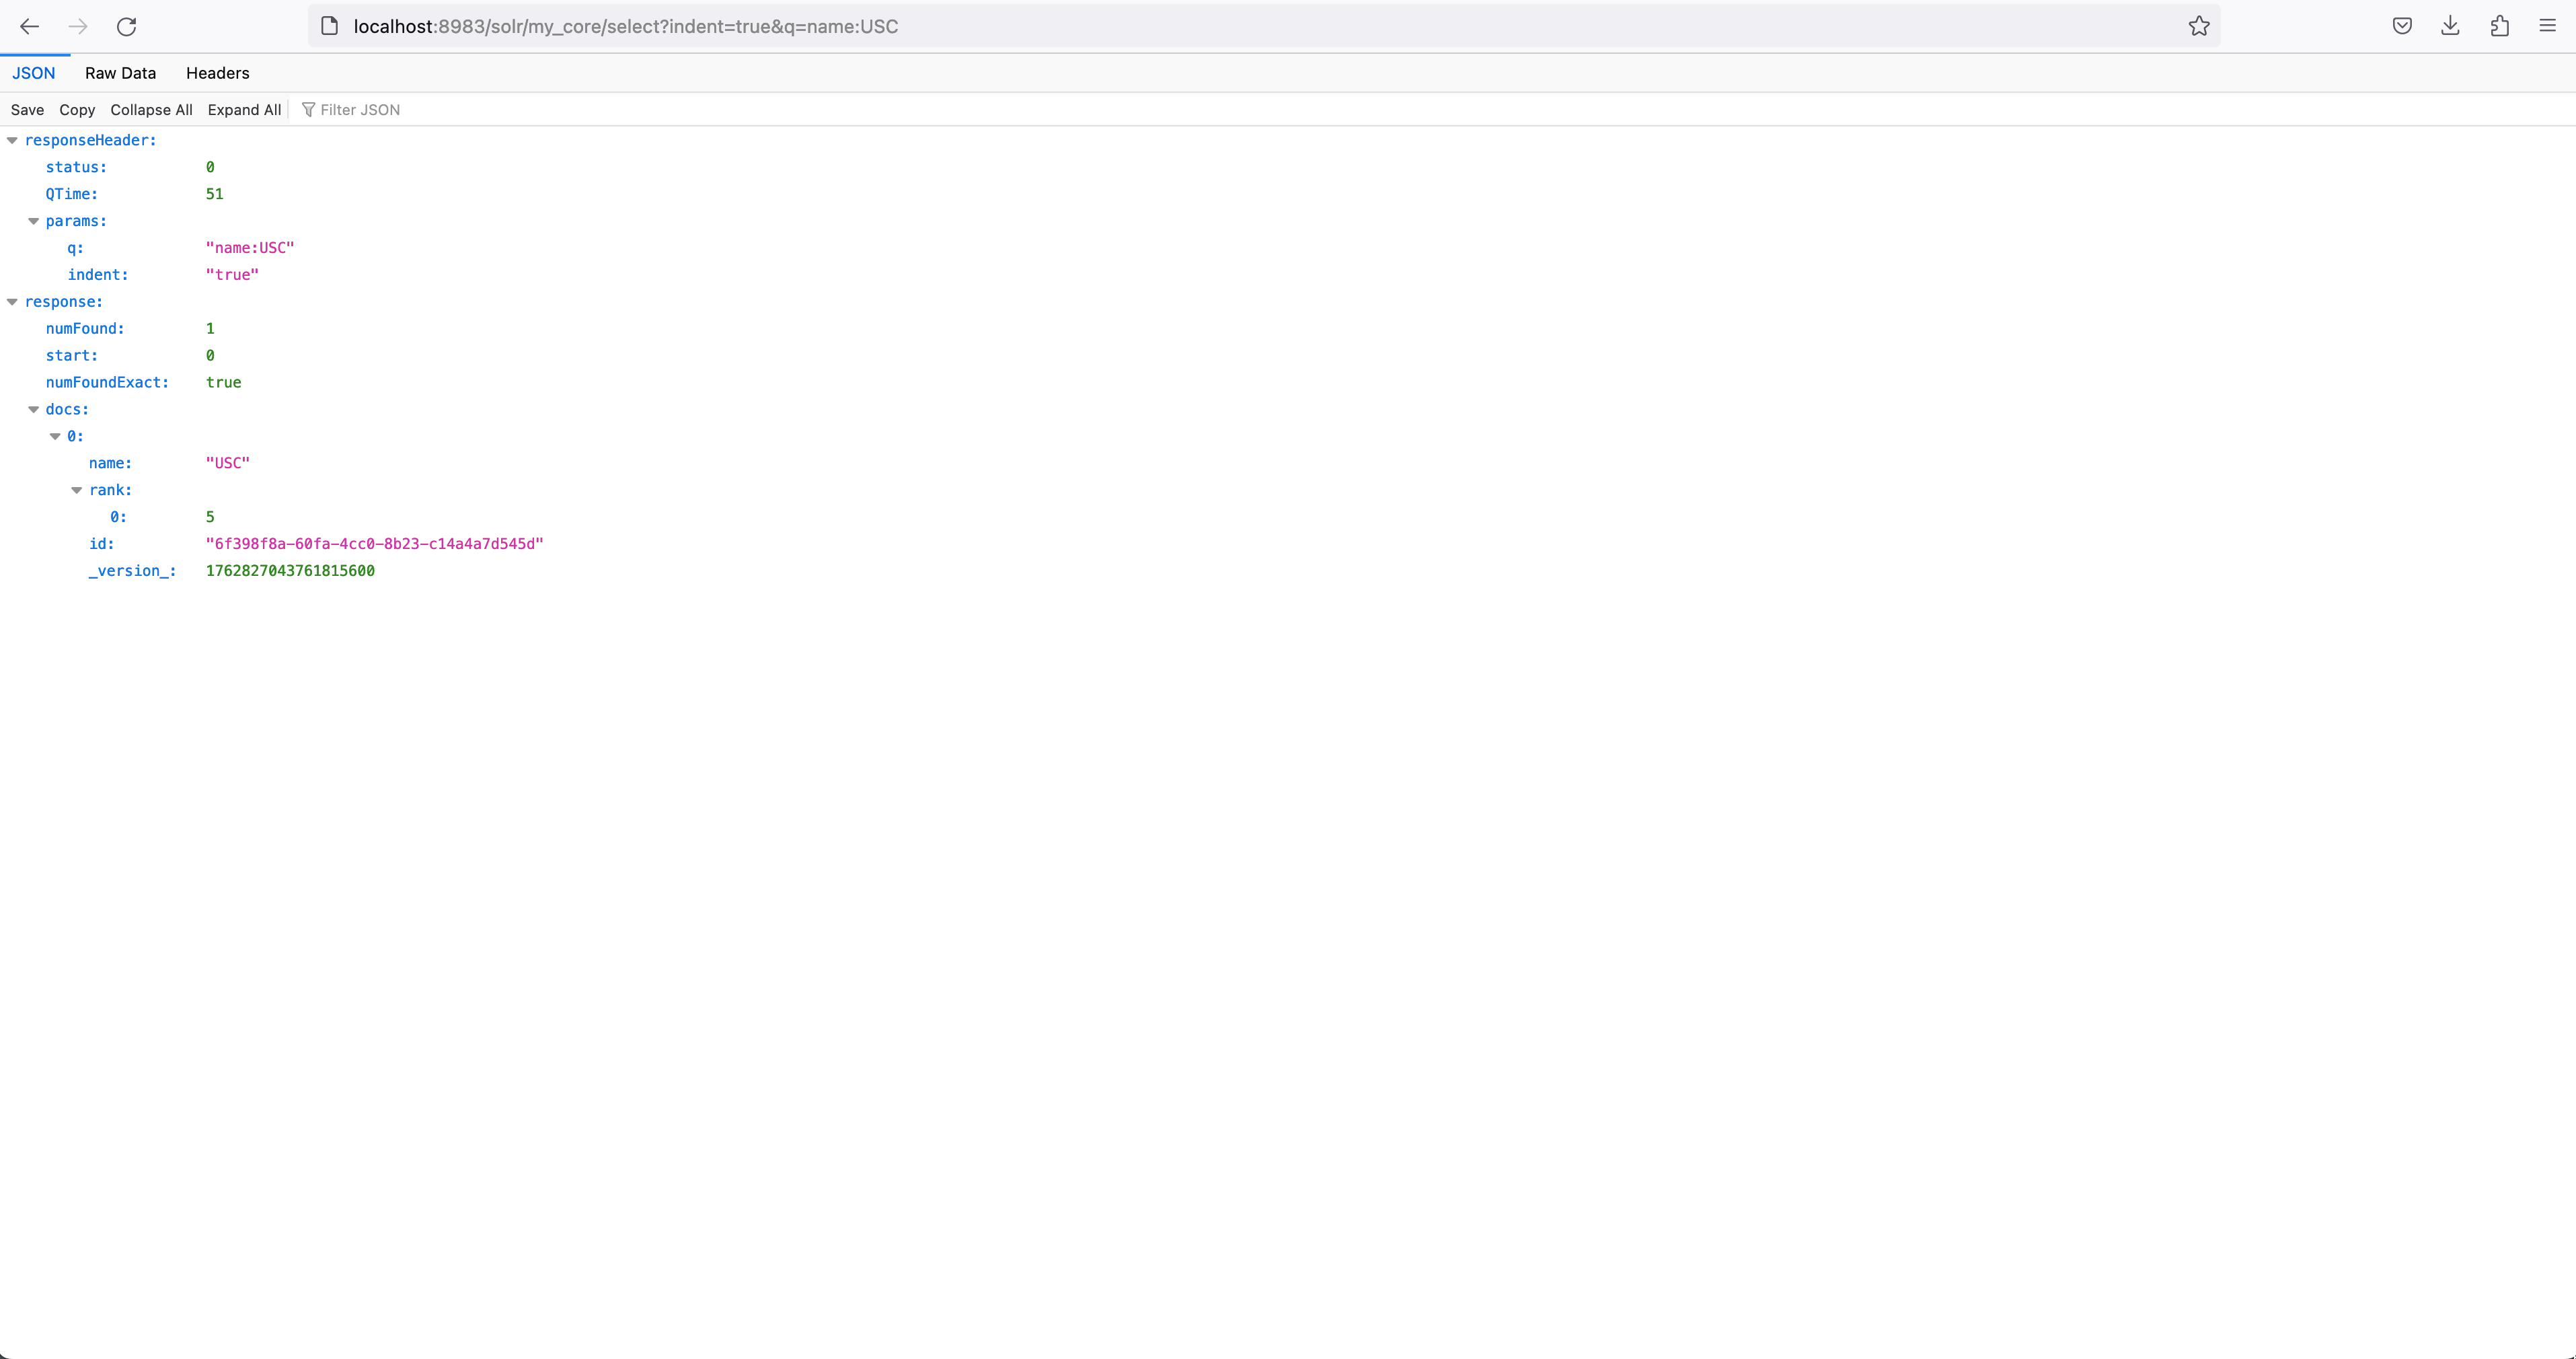 localhost:8983/solr/my_core/select?indent=true&q=name:USC
JSON Raw Data Headers
Save Copy Collapse All Expand All Filter JSON
responseHeader:
status: 0
QTime: 51
params:
q: "name:USC"
indent: "true"
response:
numFound: 1
start: 0
numFoundExact: true
docs:
0:
name: "USC"
rank:
0: 5
id: "6f398f8a-60fa-4cc0-8b23-c14a4a7d545d"
_version_: 1762827043761815600